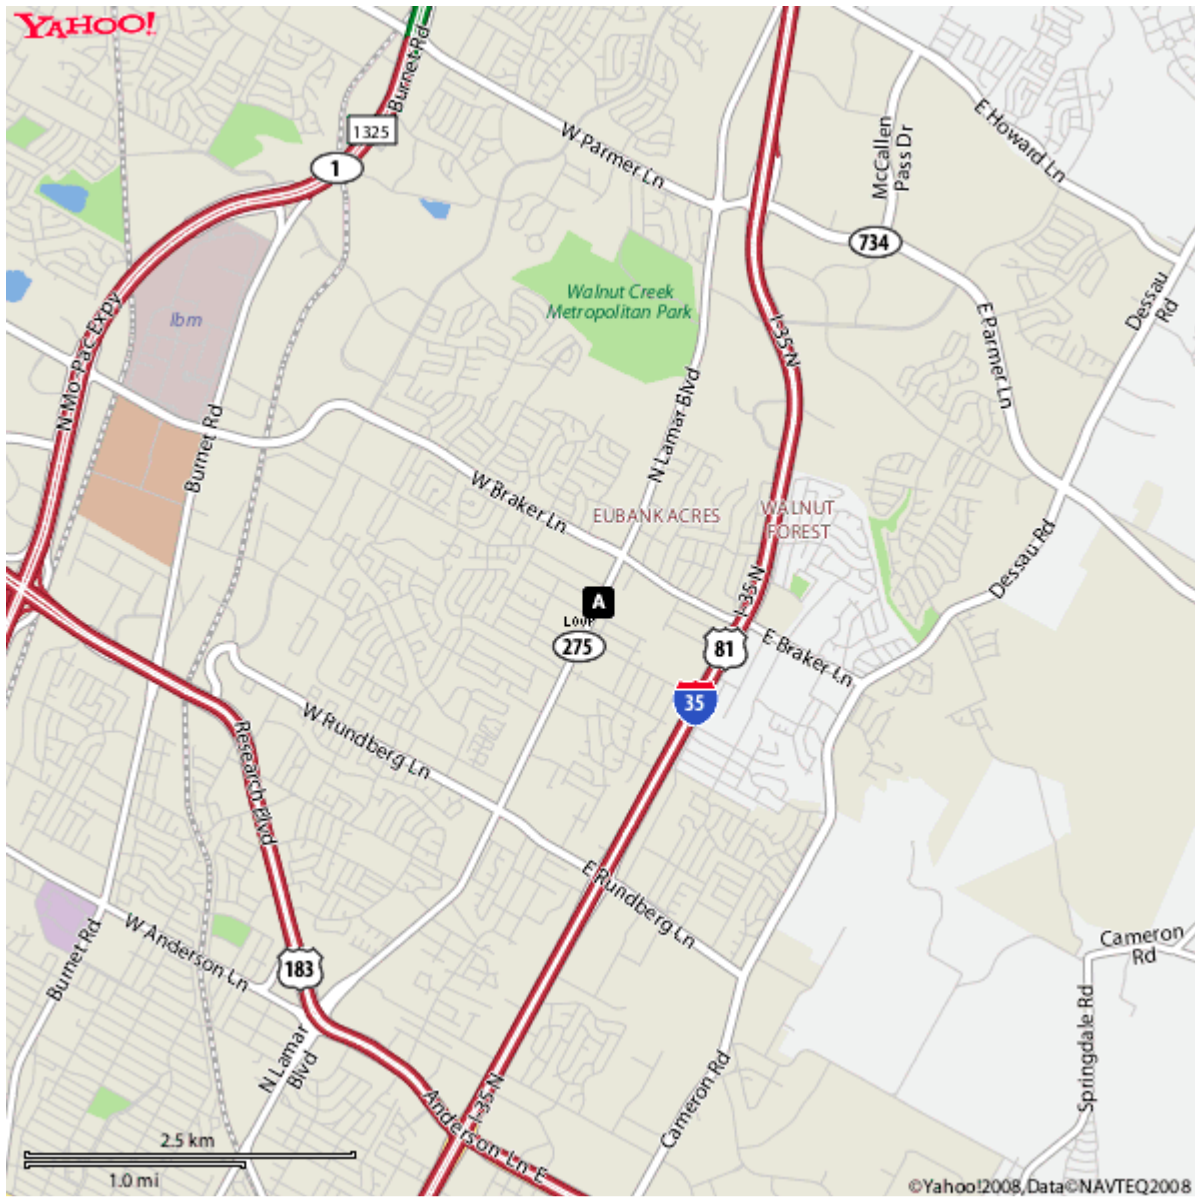 YAHOO!
Burnet Rd
1325
1
W Parmer Ln
McCallen
Pass Dr
E Howard Ln
734
Dessau
Rd
Walnut Creek
Metropolitan Park
Ibm
N Mo Pac Expy
I-35 N
E Parmer Ln
N Lamar Blvd
Burnet Rd
W Braker Ln
EUBANK ACRES
WALNUT
FOREST
Dessau Rd
I-35 N
A
LOOP
275
81
E Braker Ln
35
W Rundberg Ln
Research Blvd
E Rundberg Ln
Burnet Rd
W Anderson Ln
183
Cameron
Rd
Springdale Rd
N Lamar
Blvd
I-35 N
Cameron Rd
Anderson Ln E
2.5 km
1.0 mi
©Yahoo!2008, Data©NAVTEQ2008